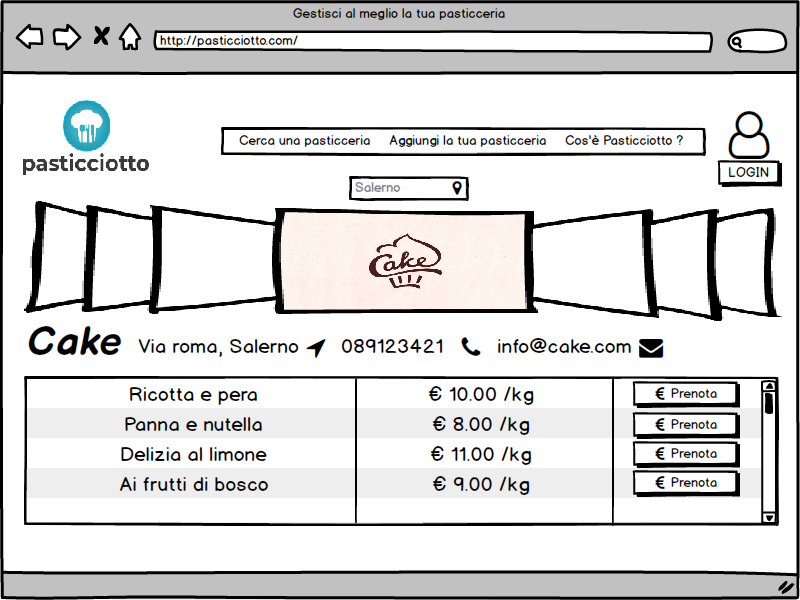 Gestisci al meglio la tua pasticceria
http://pasticciotto.com/
pasticciotto
Cerca una pasticceria Aggiungi la tua pasticceria Cos'è Pasticciotto ?
LOGIN
Salerno
Cake
Cake Via roma, Salerno 089123421 info@cake.com
Ricotta e pera € 10.00 /kg € Prenota
Panna e nutella € 8.00 /kg € Prenota
Delizia al limone € 11.00 /kg € Prenota
Ai frutti di bosco € 9.00 /kg € Prenota